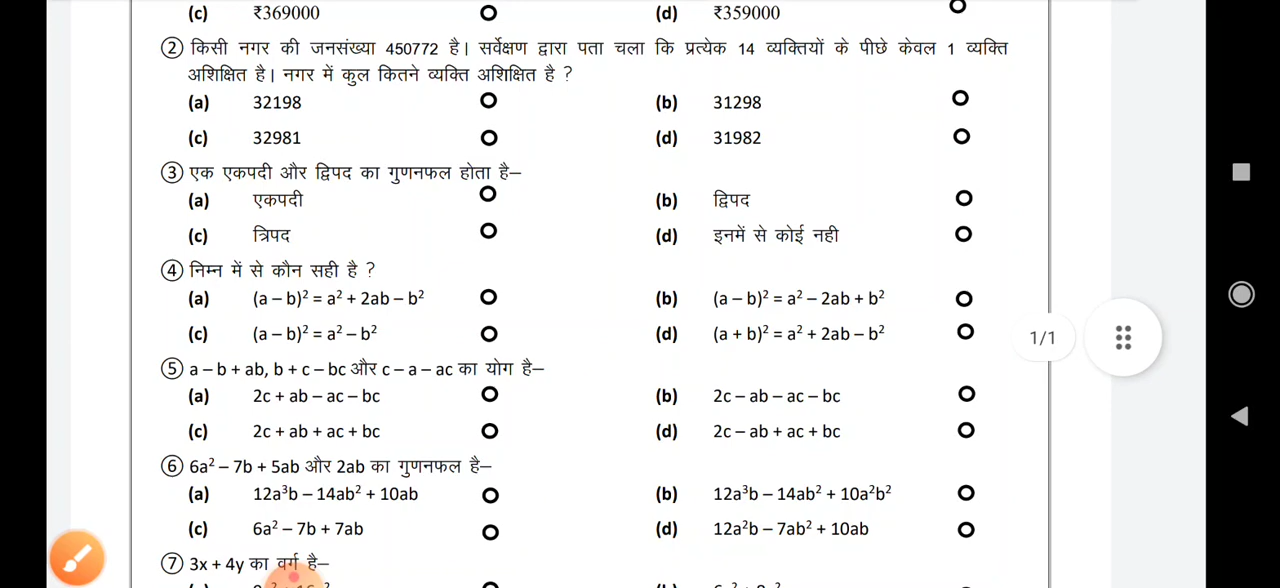 (c) ₹369000 (d) ₹359000
② किसी नगर की जनसंख्या 450772 है। सर्वेक्षण द्वारा पता चला कि प्रत्येक 14 व्यक्तियों के पीछे केवल 1 व्यक्ति
अशिक्षित है। नगर में कुल कितने व्यक्ति अशिक्षित है ?
(a) 32198 (b) 31298
(c) 32981 (d) 31982
③ एक एकपदी और द्विपद का गुणनफल होता है–
(a) एकपदी (b) द्विपद
(c) त्रिपद (d) इनमें से कोई नही
④ निम्न में से कौन सही है ?
(a) (a – b)² = a² + 2ab – b² (b) (a – b)² = a² – 2ab + b²
(c) (a – b)² = a² – b² (d) (a + b)² = a² + 2ab – b²
1/1
⑤ a – b + ab, b + c – bc और c – a – ac का योग है–
(a) 2c + ab – ac – bc (b) 2c – ab – ac – bc
(c) 2c + ab + ac + bc (d) 2c – ab + ac + bc
⑥ 6a² – 7b + 5ab और 2ab का गुणनफल है–
(a) 12a³b – 14ab² + 10ab (b) 12a³b – 14ab² + 10a²b²
(c) 6a² – 7b + 7ab (d) 12a²b – 7ab² + 10ab
⑦ 3x + 4y का वर्ग है–